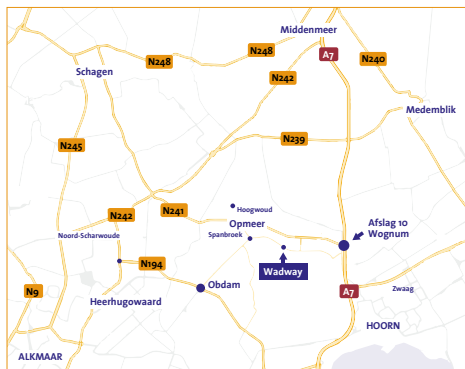 Middenmeer
N248
A7
N248
N240
Schagen
N242
Medemblik
N239
N245
Hoogwoud
N242
N241
Opmeer
Afslag 10
Wognum
Noord-Scharwoude
Spanbroek
N194
Wadway
Obdam
N9
A7
Zwaag
Heerhugowaard
HOORN
ALKMAAR